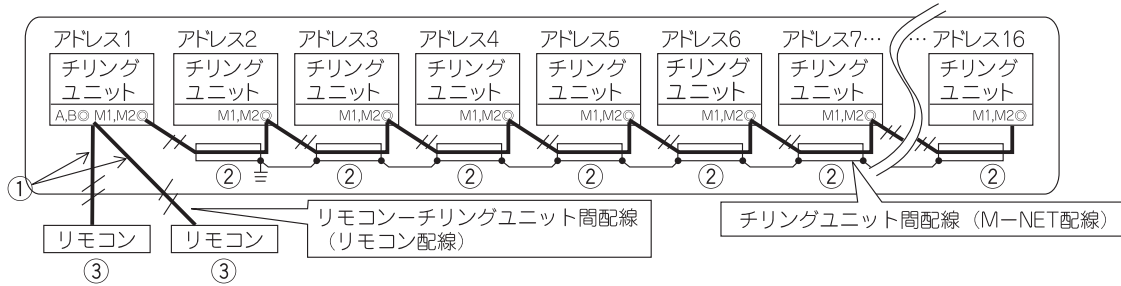 アドレス1 アドレス2 アドレス3 アドレス4 アドレス5 アドレス6 アドレス7… …アドレス16
チリング チリング チリング チリング チリング チリング チリング チリング
ユニット ユニット ユニット ユニット ユニット ユニット ユニット ユニット
A,B◎ M1,M2◎ M1,M2◎ M1,M2◎ M1,M2◎ M1,M2◎ M1,M2◎ M1,M2◎ M1,M2◎
② ② ② ② ② ② ②
①
リモコンーチリングユニット間配線
（リモコン配線）
チリングユニット間配線（M－NET配線）
リモコン リモコン
③ ③